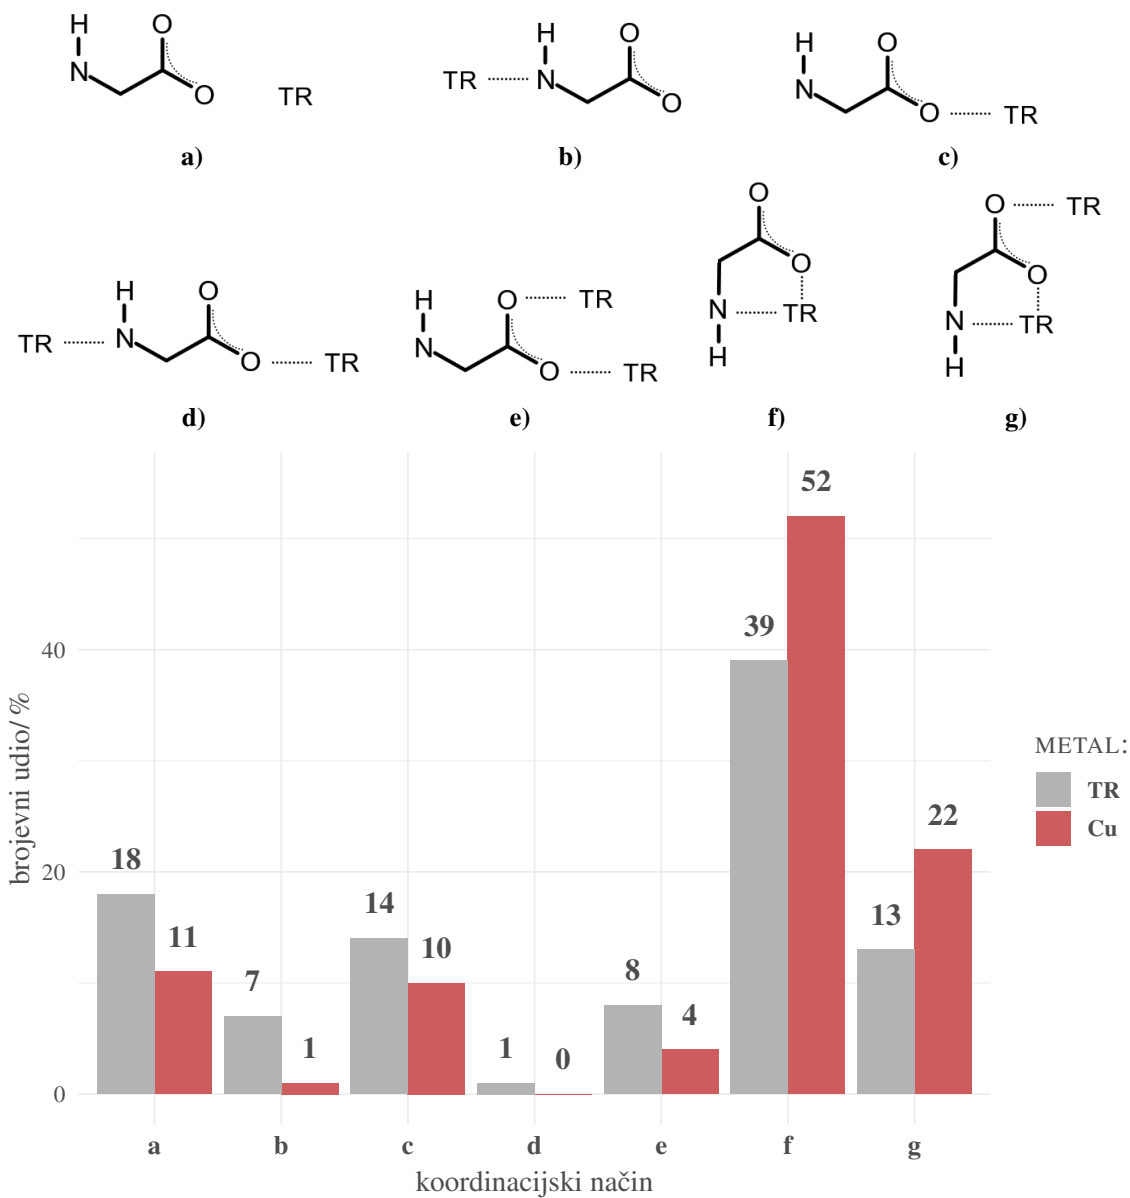 H
O
N
O
TR
a)
H
O
TR
N
O
b)
H
O
N
O
TR
c)
H
O
TR
N
O
TR
d)
H
O
TR
N
O
TR
e)
O
O
N
TR
H
f)
O
TR
O
N
TR
H
g)
52
39
40
22
20
18
14
13
11
10
8
7
4
1
1
0
0
brojevni udio/%
a b c d e f g
koordinacijski način
METAL:
TR
Cu